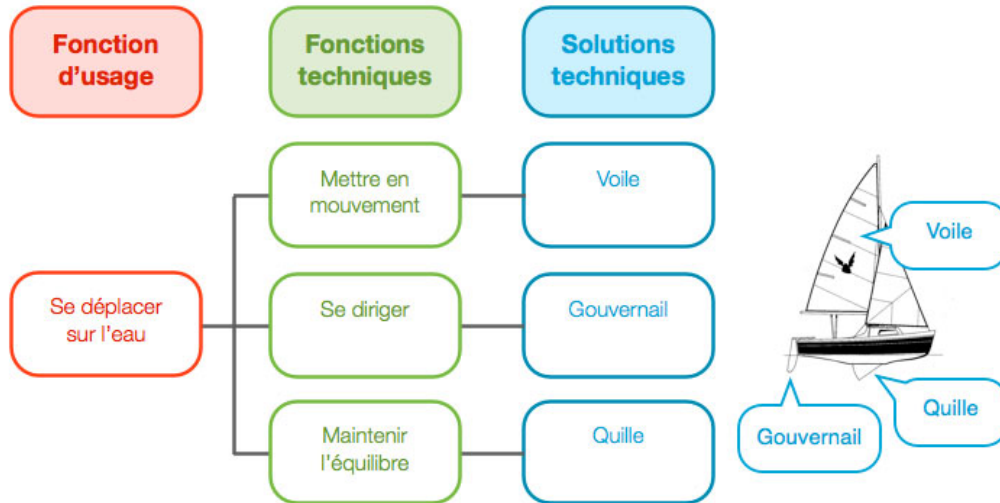 Fonction
d'usage
Fonctions
techniques
Solutions
techniques
Mettre en
mouvement
Voile
Se déplacer
sur l'eau
Se diriger
Gouvernail
Maintenir
l'équilibre
Quille
Voile
Quille
Gouvernail